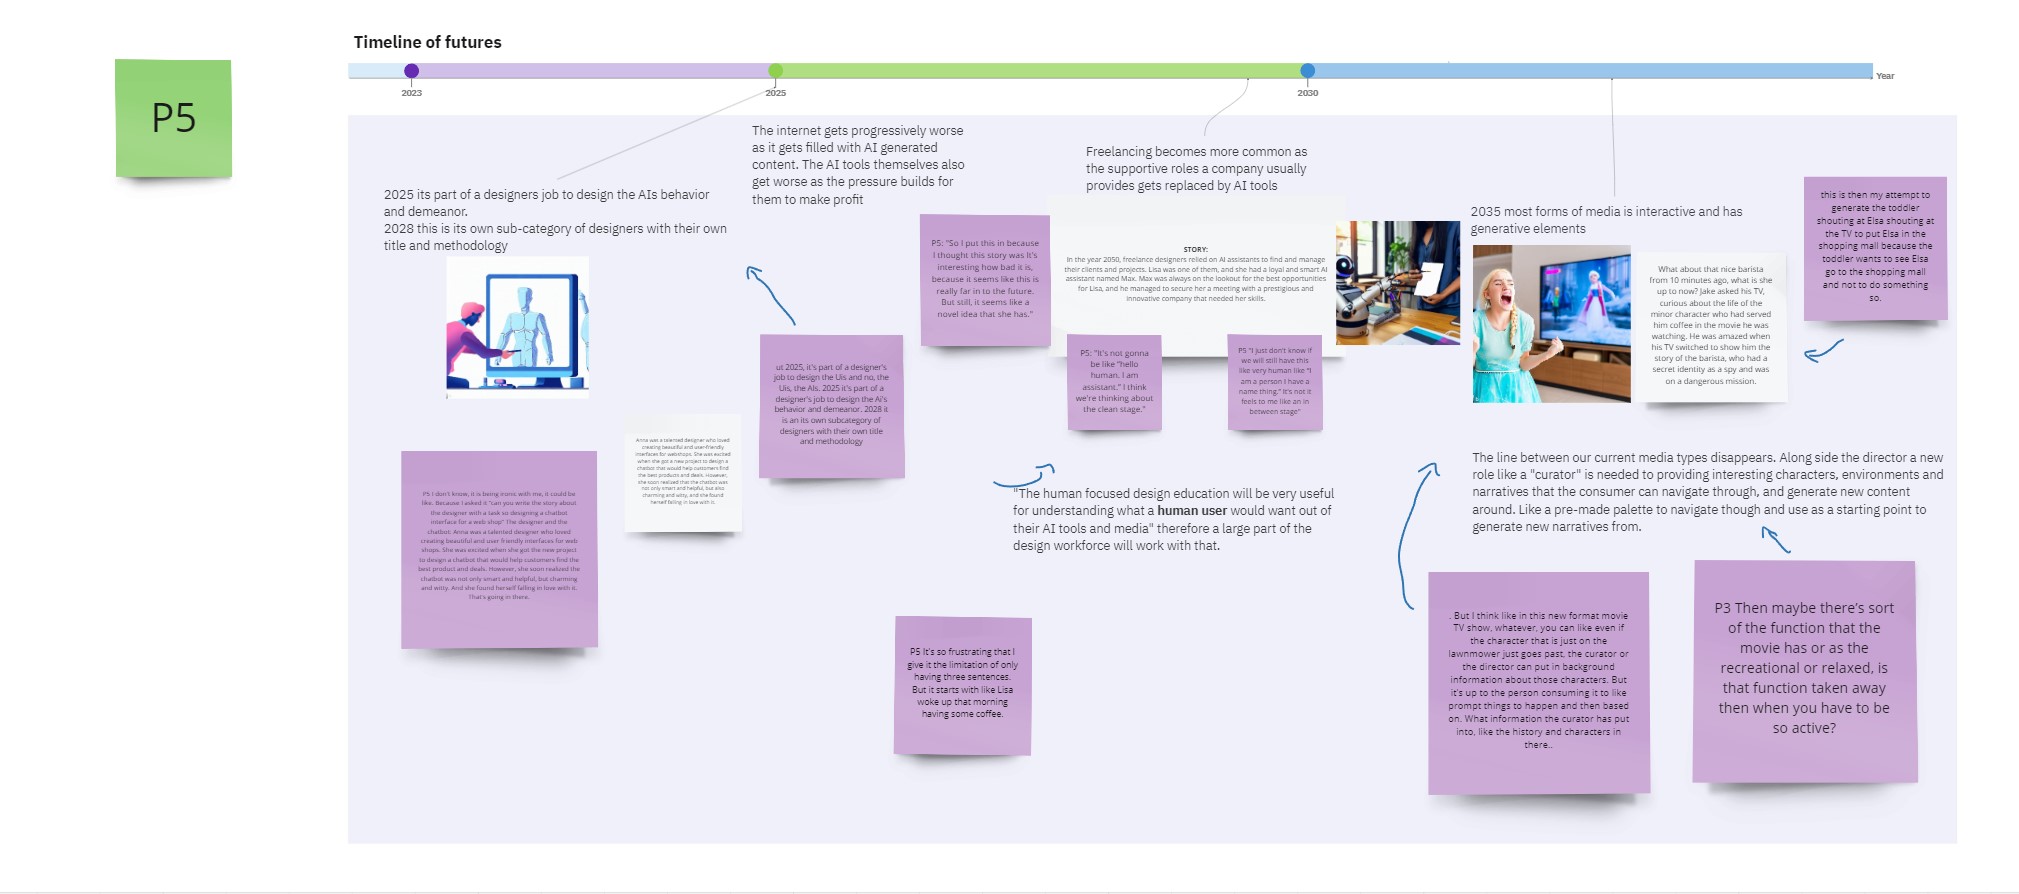 Timeline of futures
P5
2023
2025
2030
Year
2025 its part of a designers job to design the AIs behavior
and demeanor.
2028 this is its own sub-category of designers with their own
title and methodology
The internet gets progressively worse
as it gets filled with AI generated
content. The AI tools themselves also
get worse as the pressure builds for
them to make profit
Freelancing becomes more common as
the supportive roles a company usually
provides gets replaced by AI tools
2035 most forms of media is interactive and has
generative elements
this is then my attempt to
generate the toddler
shouting at Elsa shouting at
the TV to put Elsa in the
shopping mall because the
toddler wants to see Elsa
go to the shopping mall
and not to do something
so.
P5: "So I put this in because
I thought this story was It's
interesting how bad it is,
because it seems like this is
really far in to the future.
But still, it seems like a
novel idea that she has."
STORY:
In the year 2050, freelance designers relied on AI assistants to find and manage
their clients and projects. Lisa was one of them, and she had a loyal and smart AI
assistant named Max. Max was always on the lookout for the best opportunities
for Lisa, and he managed to secure her a meeting with a prestigious and
innovative company that needed her skills.
P5: "It's not gonna
be like "hello
human. I am
assistant." I think
we're thinking about
the clean stage."
P5 "I just don't know if
we will still have this
like very human like "I
am a person I have a
name thing." It's not it
feels to me like an in
between stage"
What about that nice barista
from 10 minutes ago, what is she
up to now? Jake asked his TV,
curious about the life of the
minor character who had served
him coffee in the movie he was
watching. He was amazed when
his TV switched to show him the
story of the barista, who had a
secret identity as a spy and was
on a dangerous mission.
ut 2025, it's part of a designer's
job to design the Uis and no, the
Uis, the AIs. 2025 it's part of a
designer's job to design the Ai's
behavior and demeanor. 2028 it
is an its own subcategory of
designers with their own title
and methodology
Anna was a talented designer who loved
creating beautiful and user-friendly
interfaces for webshops. She was excited
when she got a new project to design a
chatbot that would help customers find
the best products and deals. However,
she soon realized that the chatbot was
not only smart and helpful, but also
charming and witty, and she found
herself falling in love with it.
P5 I don't know, it is being ironic with me, it could be
like. Because I asked it "can you write the story about
the designer with a task so designing a chatbot
interface for a web shop" The designer and the
chatbot: Anna was a talented designer who loved
creating beautiful and user friendly interfaces for web
shops. She was excited when she got the new project
to design a chatbot that would help customers find the
best product and deals. However, she soon realized the
chatbot was not only smart and helpful, but charming
and witty. And she found herself falling in love with it.
That's going in there.
"The human focused design education will be very useful
for understanding what a human user would want out of
their AI tools and media" therefore a large part of the
design workforce will work with that.
The line between our current media types disappears. Along side the director a new
role like a "curator" is needed to providing interesting characters, environments and
narratives that the consumer can navigate through, and generate new content
around. Like a pre-made palette to navigate though and use as a starting point to
generate new narratives from.
P5 It's so frustrating that I
give it the limitation of only
having three sentences.
But it starts with like Lisa
woke up that morning
having some coffee.
. But I think like in this new format movie
TV show, whatever, you can like even if
the character that is just on the
lawnmower just goes past, the curator or
the director can put in background
information about those characters. But
it's up to the person consuming it to like
prompt things to happen and then based
on. What information the curator has put
into, like the history and characters in
there..
P3 Then maybe there's sort
of the function that the
movie has or as the
recreational or relaxed, is
that function taken away
then when you have to be
so active?